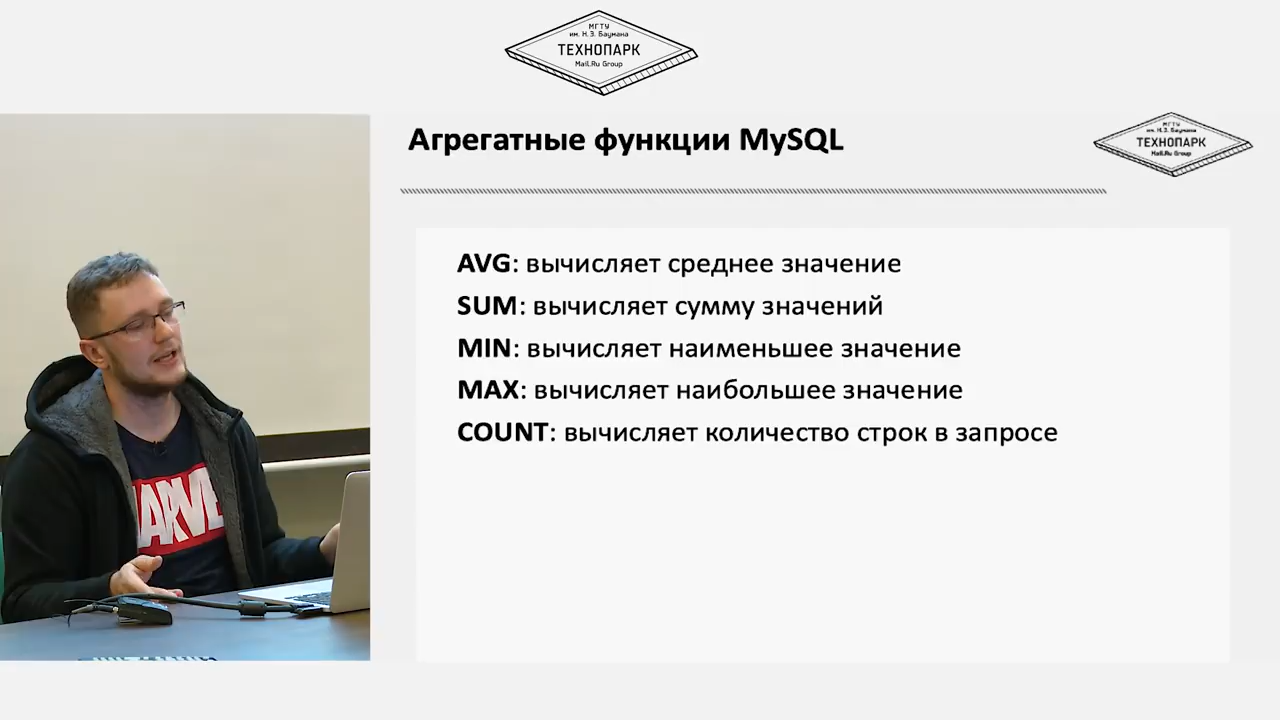 МГТУ
им. Н.Э. Баумана
ТЕХНОПАРК
Mail.Ru Group
Агрегатные функции MySQL
МГТУ
им. Н.Э. Баумана
ТЕХНОПАРК
Mail.Ru Group
AVG: вычисляет среднее значение
SUM: вычисляет сумму значений
MIN: вычисляет наименьшее значение
MAX: вычисляет наибольшее значение
COUNT: вычисляет количество строк в запросе
MARVEL